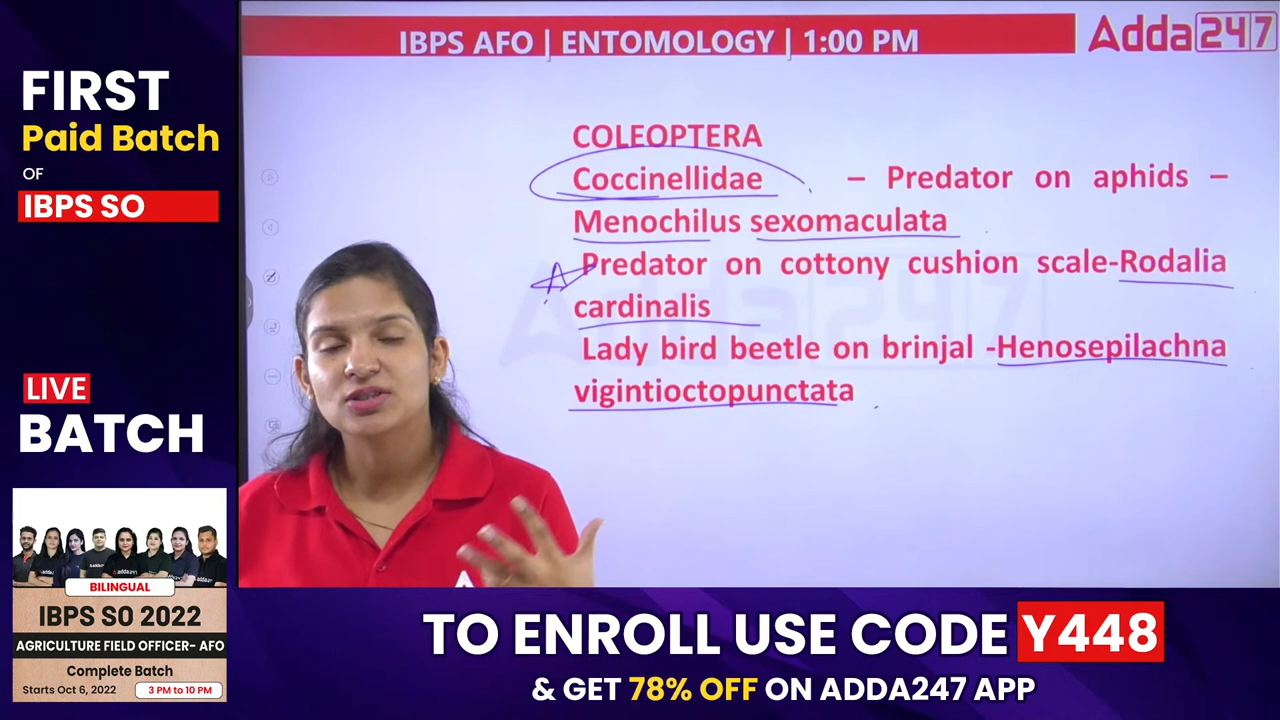 FIRST
Paid Batch
OF
IBPS SO
LIVE
BATCH
adda247
BILINGUAL
IBPS SO 2022
AGRICULTURE FIELD OFFICER- AFO
Complete Batch
Starts Oct 6, 2022 3 PM to 10 PM
IBPS AFO | ENTOMOLOGY | 1:00 PM
Adda247
COLEOPTERA
Coccinellidae – Predator on aphids –
Menochilus sexomaculata
Predator on cottony cushion scale-Rodalia
cardinalis
Lady bird beetle on brinjal -Henosepilachna
vigintioctopunctata
TO ENROLL USE CODE Y448
& GET 78% OFF ON ADDA247 APP